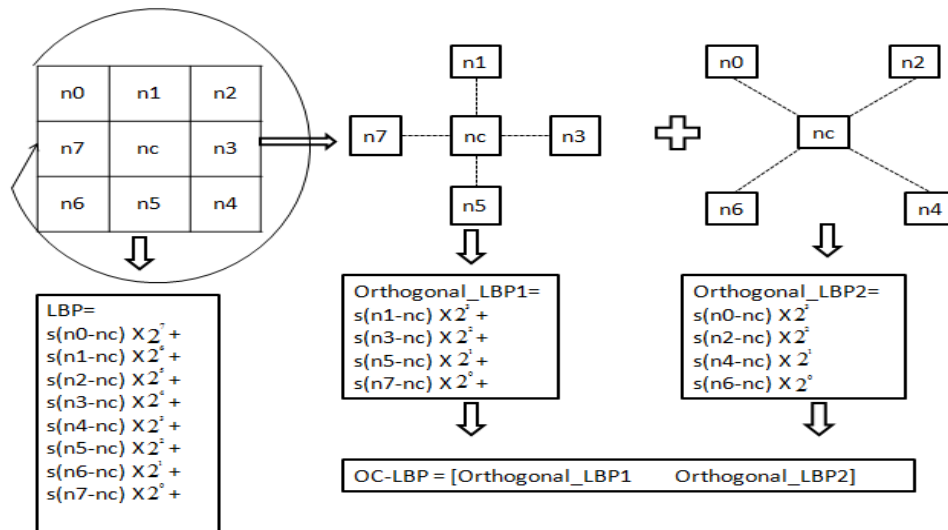 n0 n1 n2
n7 nc n3
n6 n5 n4
n1
n7 nc n3
n5
n0 n2
nc
n6 n4
LBP=
s(n0-nc) X 2⁷ +
s(n1-nc) X 2⁶ +
s(n2-nc) X 2⁵ +
s(n3-nc) X 2⁴ +
s(n4-nc) X 2³ +
s(n5-nc) X 2² +
s(n6-nc) X 2¹ +
s(n7-nc) X 2⁰ +
Orthogonal_LBP1=
s(n1-nc) X 2³ +
s(n3-nc) X 2² +
s(n5-nc) X 2¹ +
s(n7-nc) X 2⁰ +
Orthogonal_LBP2=
s(n0-nc) X 2³
s(n2-nc) X 2²
s(n4-nc) X 2¹
s(n6-nc) X 2⁰
OC-LBP = [Orthogonal_LBP1 Orthogonal_LBP2]